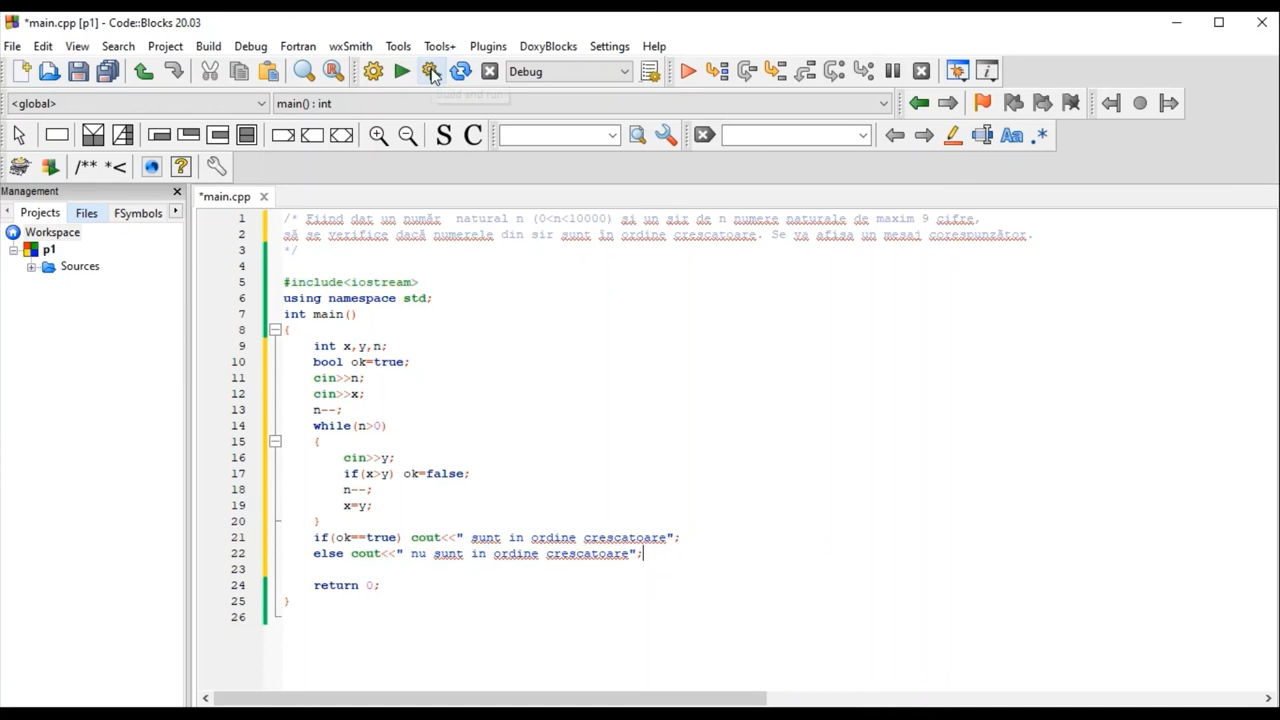 *main.cpp [p1] - Code::Blocks 20.03
File Edit View Search Project Build Debug Fortran wxSmith Tools Tools+ Plugins DoxyBlocks Settings Help
Debug
Build and run
<global> main() : int
S C
/** *<
Management
Projects Files FSymbols
Workspace
p1
Sources
*main.cpp
1 /* Fiind dat un număr  natural n (0<n<10000) si un sir de n numere naturale de maxim 9 cifre,
2 să se verifice dacă numerele din sir sunt în ordine crescatoare. Se va afisa un mesaj corespunzător.
3 */
4
5 #include<iostream>
6 using namespace std;
7 int main()
8 {
9 int x,y,n;
10 bool ok=true;
11 cin>>n;
12 cin>>x;
13 n--;
14 while(n>0)
15 {
16 cin>>y;
17 if(x>y) ok=false;
18 n--;
19 x=y;
20 }
21 if(ok==true) cout<<" sunt in ordine crescatoare";
22 else cout<<" nu sunt in ordine crescatoare";
23
24 return 0;
25 }
26